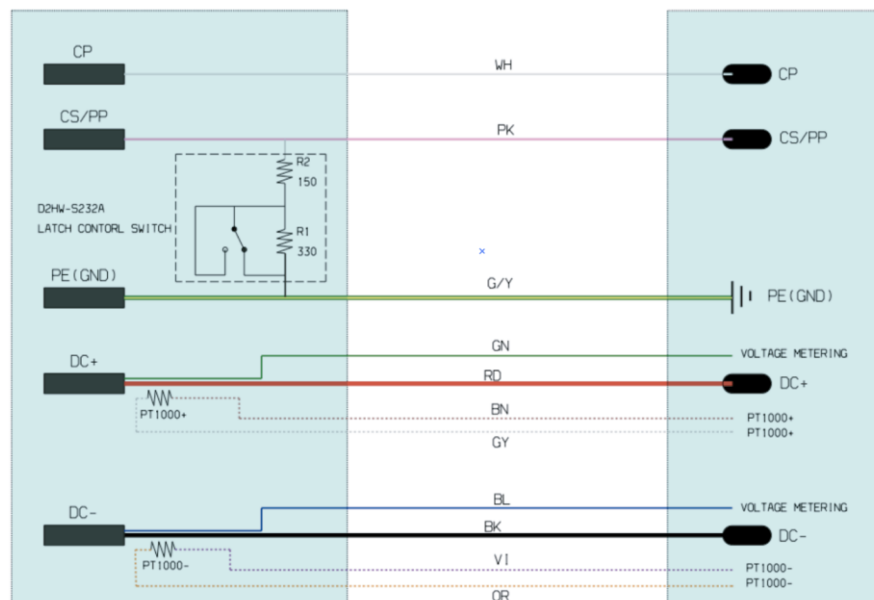 CP
WH
CP
CS/PP
PK
CS/PP
R2
150
D2HW-S232A
LATCH CONTORL SWITCH
R1
330
PE(GND)
G/Y
PE(GND)
GN
VOLTAGE METERING
DC+
RD
DC+
PT1000+
BN
PT1000+
PT1000+
GY
BL
VOLTAGE METERING
DC-
BK
DC-
PT1000-
VI
PT1000-
PT1000-
OR